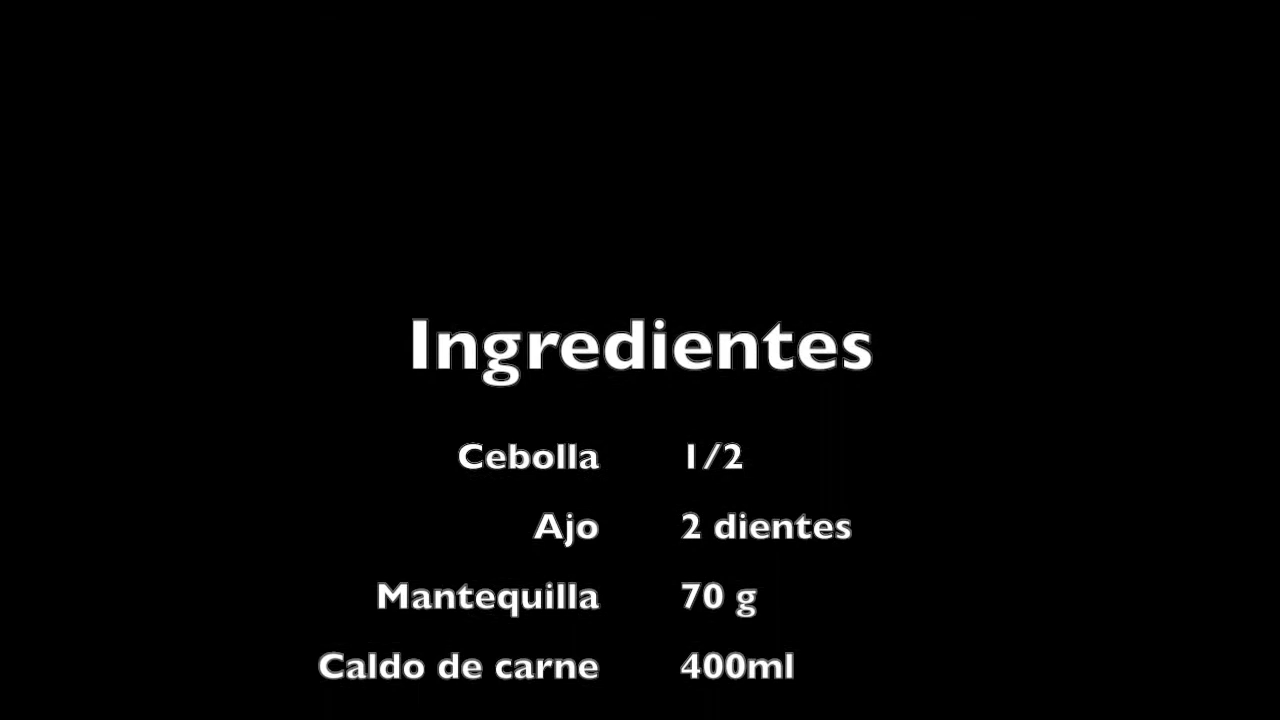 Ingredientes
Cebolla 1/2
Ajo 2 dientes
Mantequilla 70 g
Caldo de carne 400ml